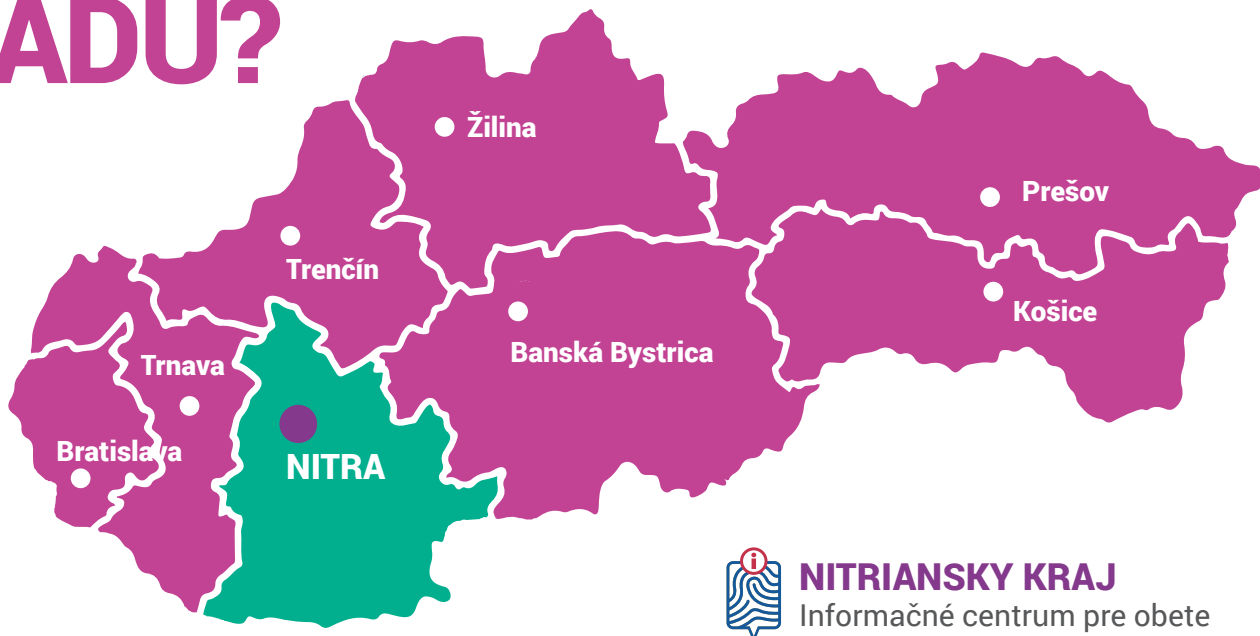 ADU?
Žilina
Prešov
Trenčín
Košice
Banská Bystrica
Trnava
Bratislava
NITRA
NITRIANSKY KRAJ
Informačné centrum pre obete